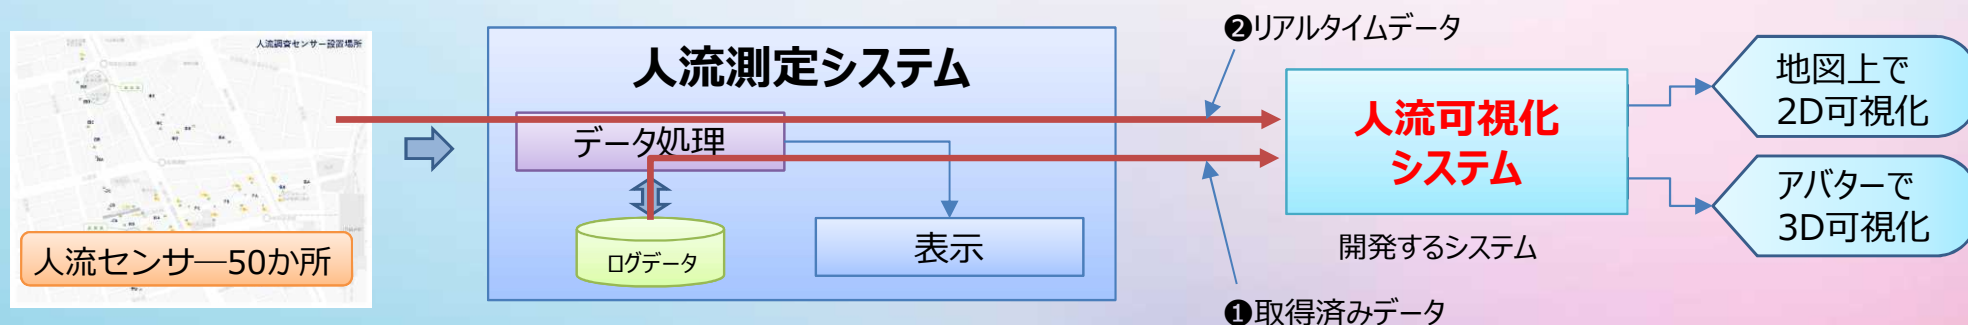 人流調査センサー設置場所
人流センサ―50か所
人流測定システム
データ処理
ログデータ
表示
❷リアルタイムデータ
人流可視化
システム
開発するシステム
❶取得済みデータ
地図上で
2D可視化
アバターで
3D可視化